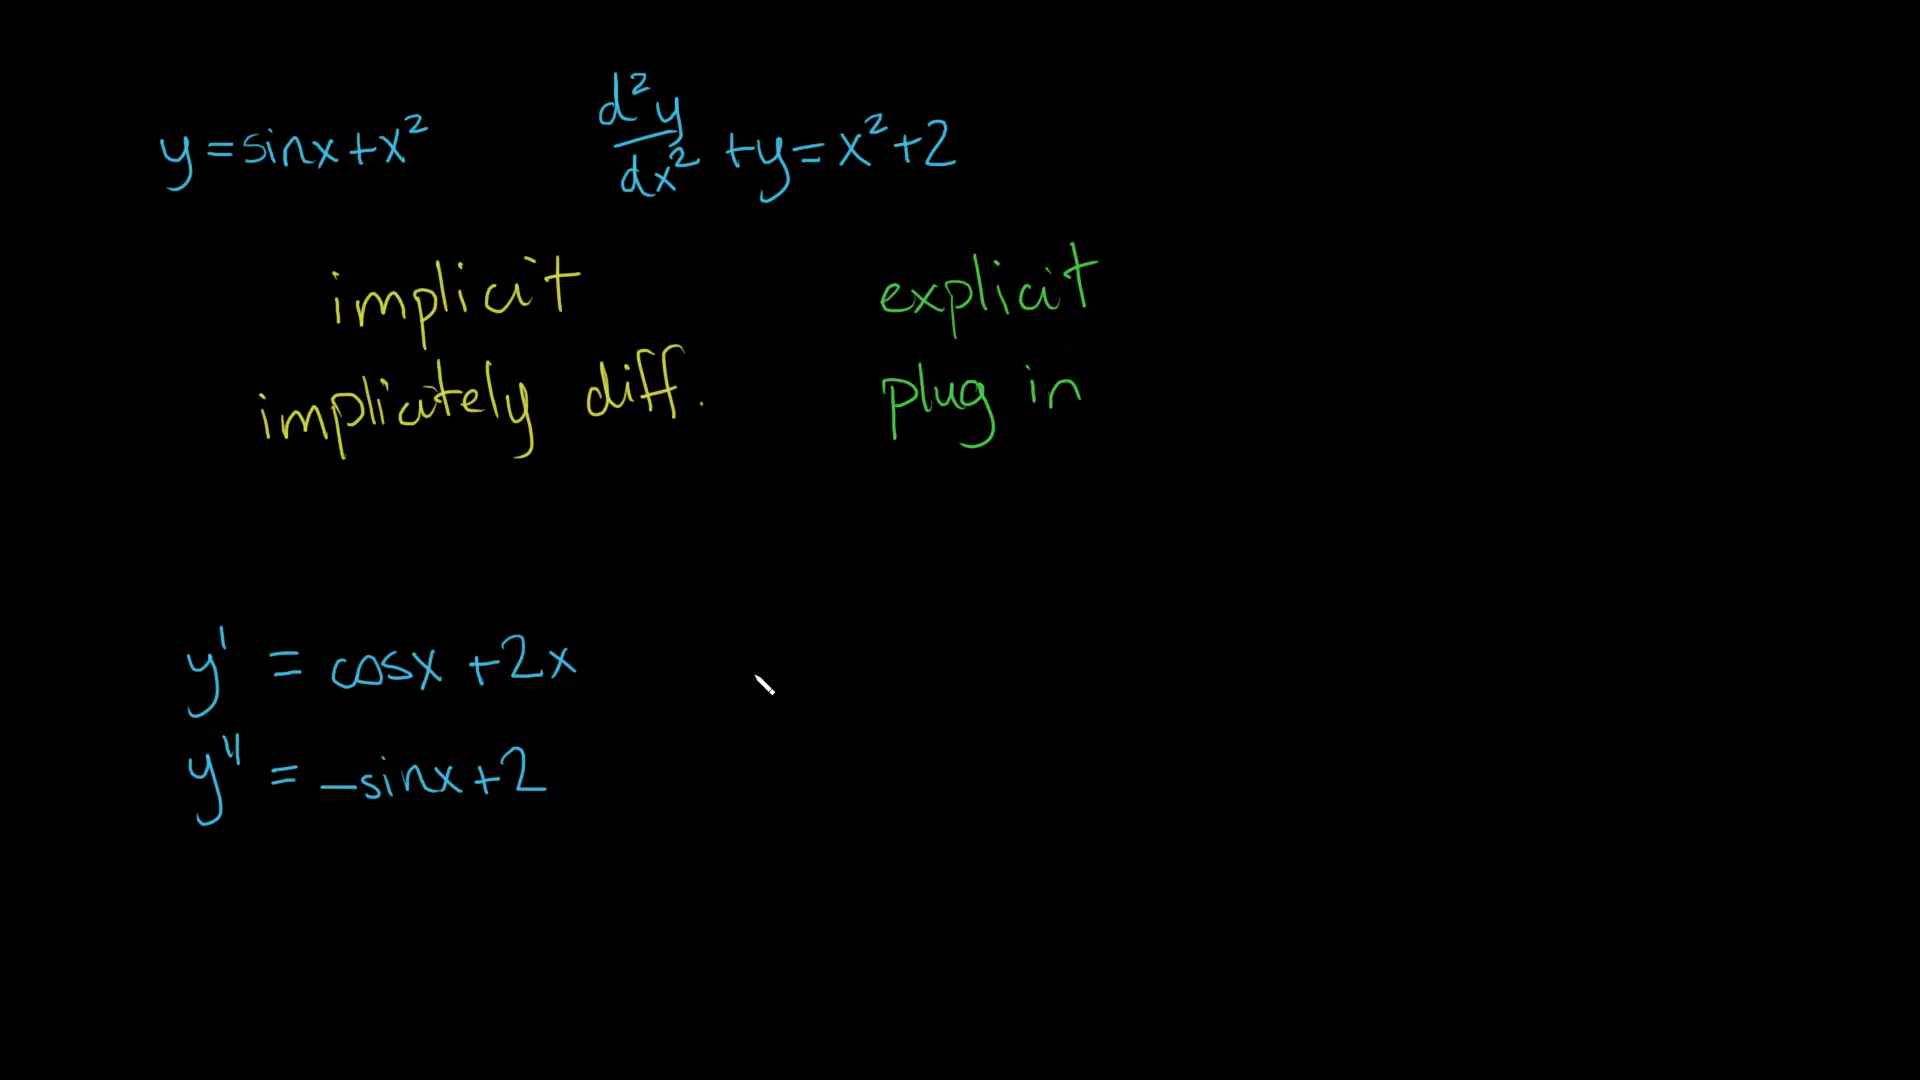 y = sinx + x² d²y/dx² + y = x² + 2
implicit explicit
implicitely diff. plug in
y' = cosx + 2x
y'' = -sinx + 2